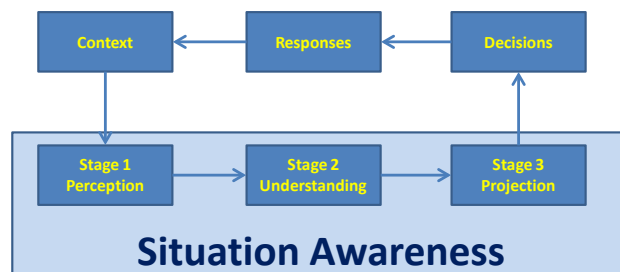 Context
Responses
Decisions
Stage 1
Perception
Stage 2
Understanding
Stage 3
Projection
Situation Awareness